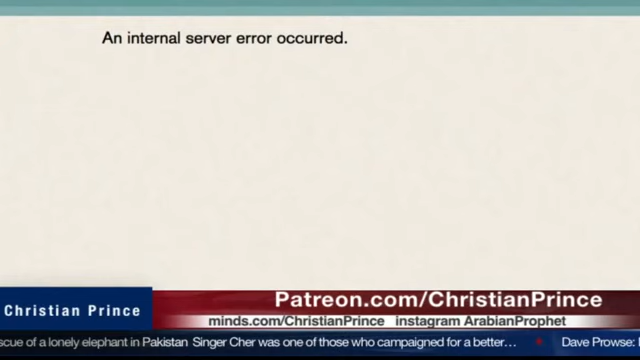 An internal server error occurred.
Patreon.com/ChristianPrince
Christian Prince
minds.com/ChristianPrince instagram ArabianProphet
of a lonely elephant in Pakistan Singer Cher was one of those who campaigned for a better… Dave Prowse: